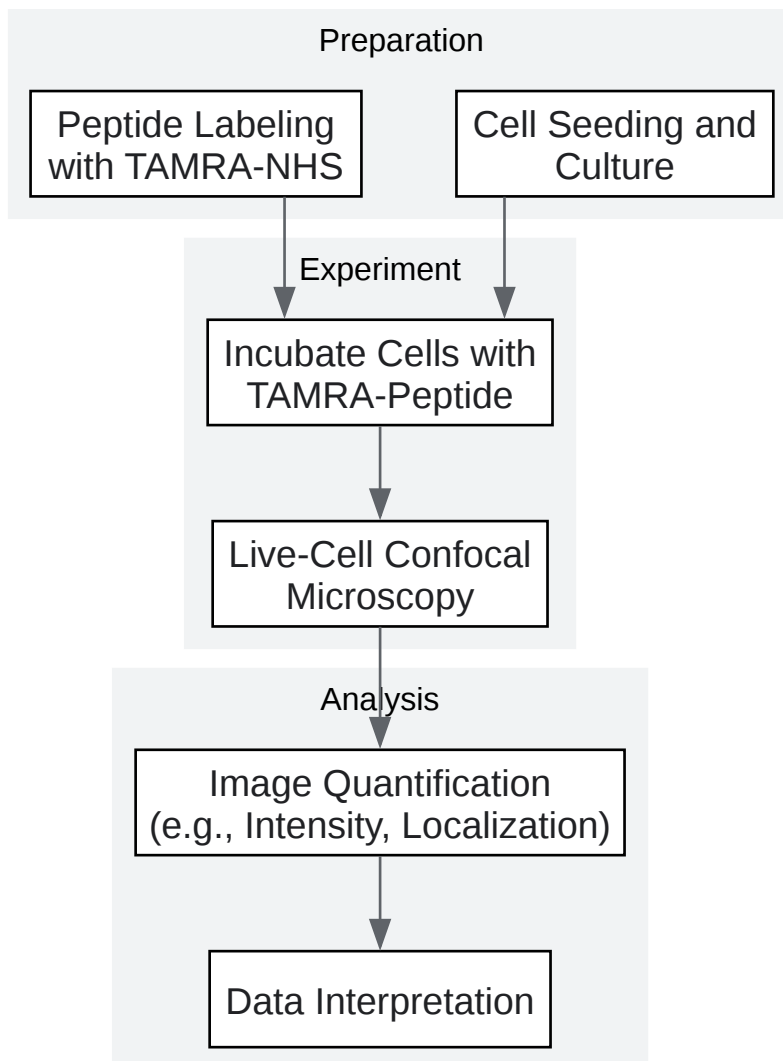 Preparation
Peptide Labeling
with TAMRA-NHS
Cell Seeding and
Culture
Experiment
Incubate Cells with
TAMRA-Peptide
Live-Cell Confocal
Microscopy
Analysis
Image Quantification
(e.g., Intensity, Localization)
Data Interpretation